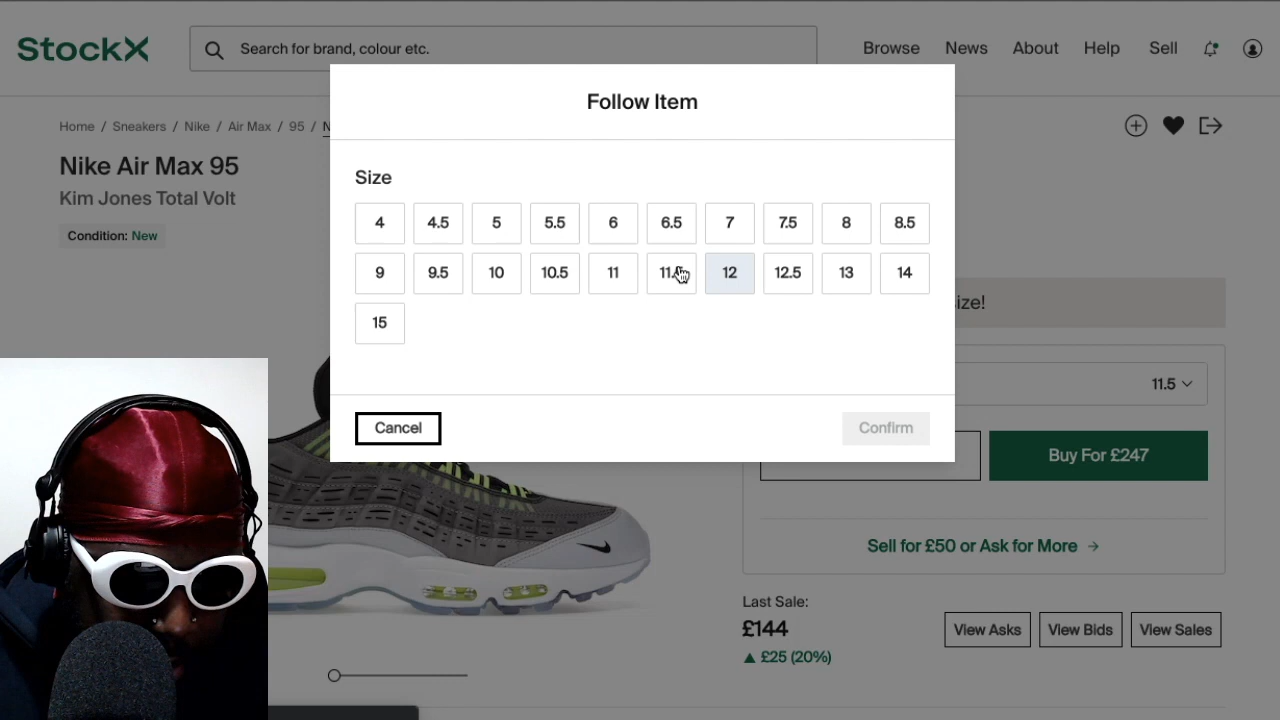 StockX
Search for brand, colour etc.
Browse News About Help Sell
Follow Item
Home / Sneakers / Nike / Air Max / 95 / N
Nike Air Max 95
Kim Jones Total Volt
Condition: New
Size
4 4.5 5 5.5 6 6.5 7 7.5 8 8.5
9 9.5 10 10.5 11 12 12.5 13 14
15
ize!
11.5
Cancel
Confirm
Buy For £247
Sell for £50 or Ask for More →
Last Sale:
£144
▲ £25 (20%)
View Asks View Bids View Sales